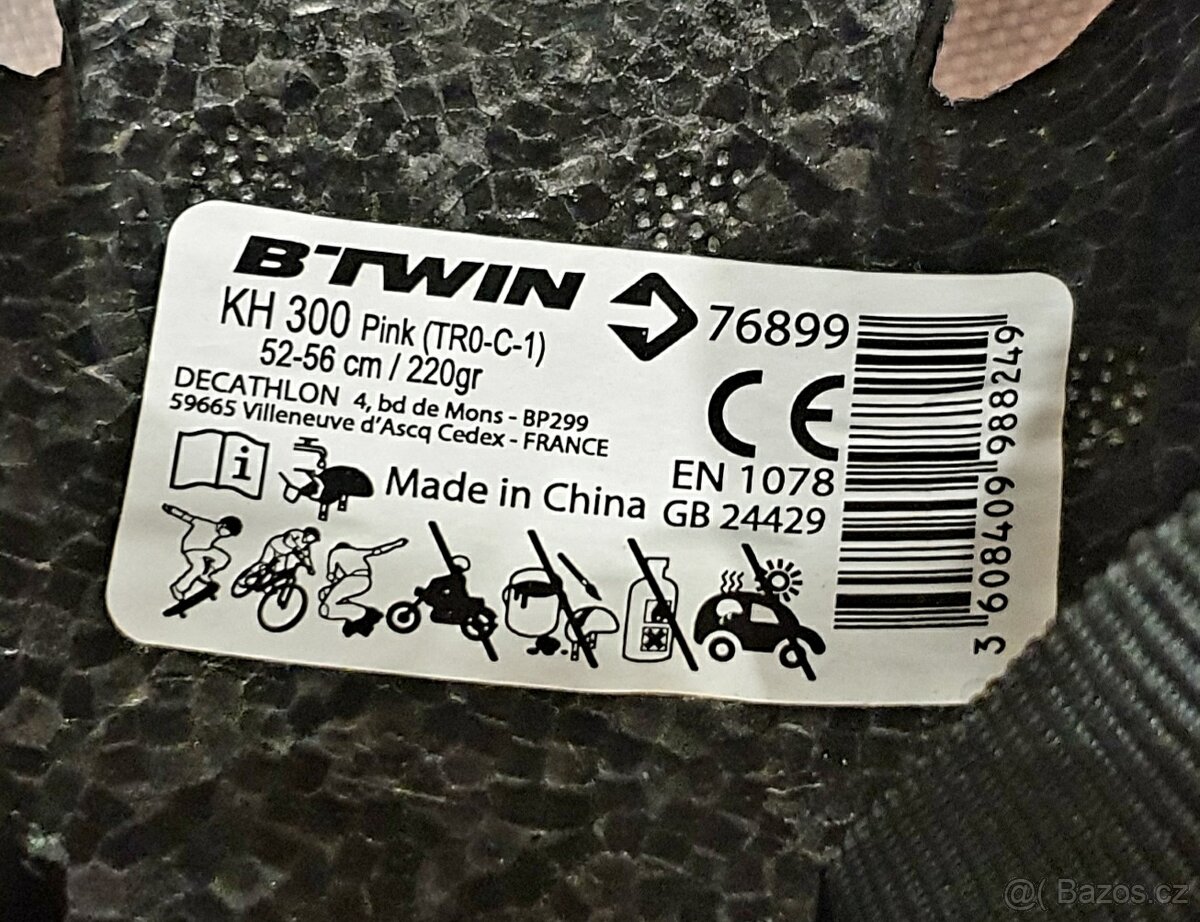 B'TWIN
KH 300 Pink (TR0-C-1)
52-56 cm / 220gr
DECATHLON 4, bd de Mons - BP299
59665 Villeneuve d'Ascq Cedex - FRANCE
i
Made in China
76899
CE
EN 1078
GB 24429
3 608409 988249
@( Bazos.cz